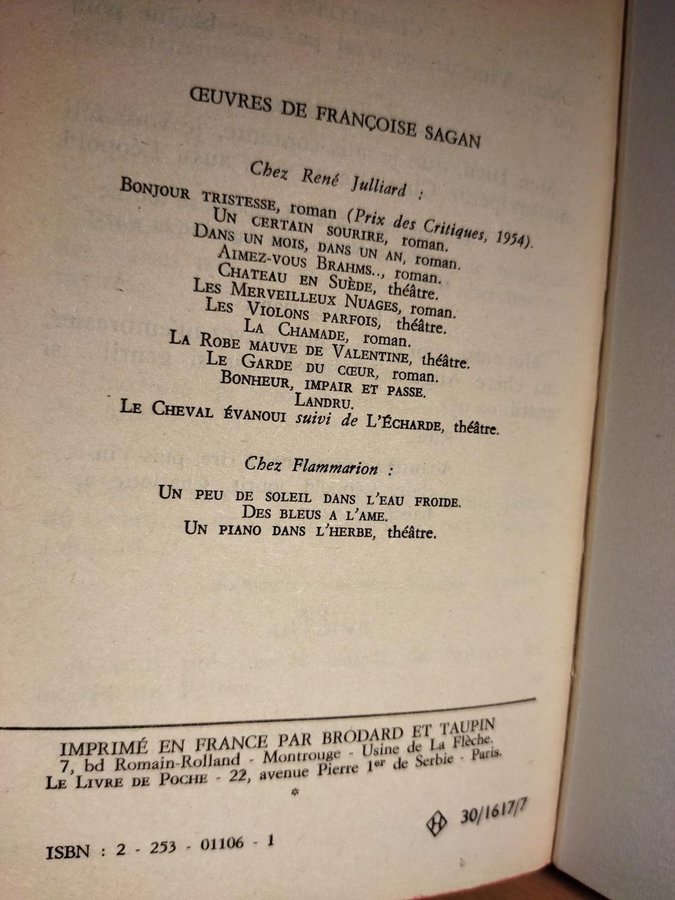 ŒUVRES DE FRANÇOISE SAGAN
Chez René Julliard :
BONJOUR TRISTESSE, roman (Prix des Critiques, 1954).
UN CERTAIN SOURIRE, roman.
DANS UN MOIS, DANS UN AN, roman.
AIMEZ-VOUS BRAHMS.., roman.
CHATEAU EN SUÈDE, théâtre.
LES MERVEILLEUX NUAGES, roman.
LES VIOLONS PARFOIS, théâtre.
LA CHAMADE, roman.
LA ROBE MAUVE DE VALENTINE, théâtre.
LE GARDE DU CŒUR, roman.
BONHEUR, IMPAIR ET PASSE.
LANDRU.
LE CHEVAL ÉVANOUI suivi de L'ÉCHARDE, théâtre.
Chez Flammarion :
UN PEU DE SOLEIL DANS L'EAU FROIDE.
DES BLEUS A L'AME.
UN PIANO DANS L'HERBE, théâtre.
IMPRIMÉ EN FRANCE PAR BRODARD ET TAUPIN
7, bd Romain-Rolland - Montrouge - Usine de La Flèche.
LE LIVRE DE POCHE - 22, avenue Pierre 1er de Serbie - Paris.
*
ISBN : 2 - 253 - 01106 - 1
H 30/1617/7